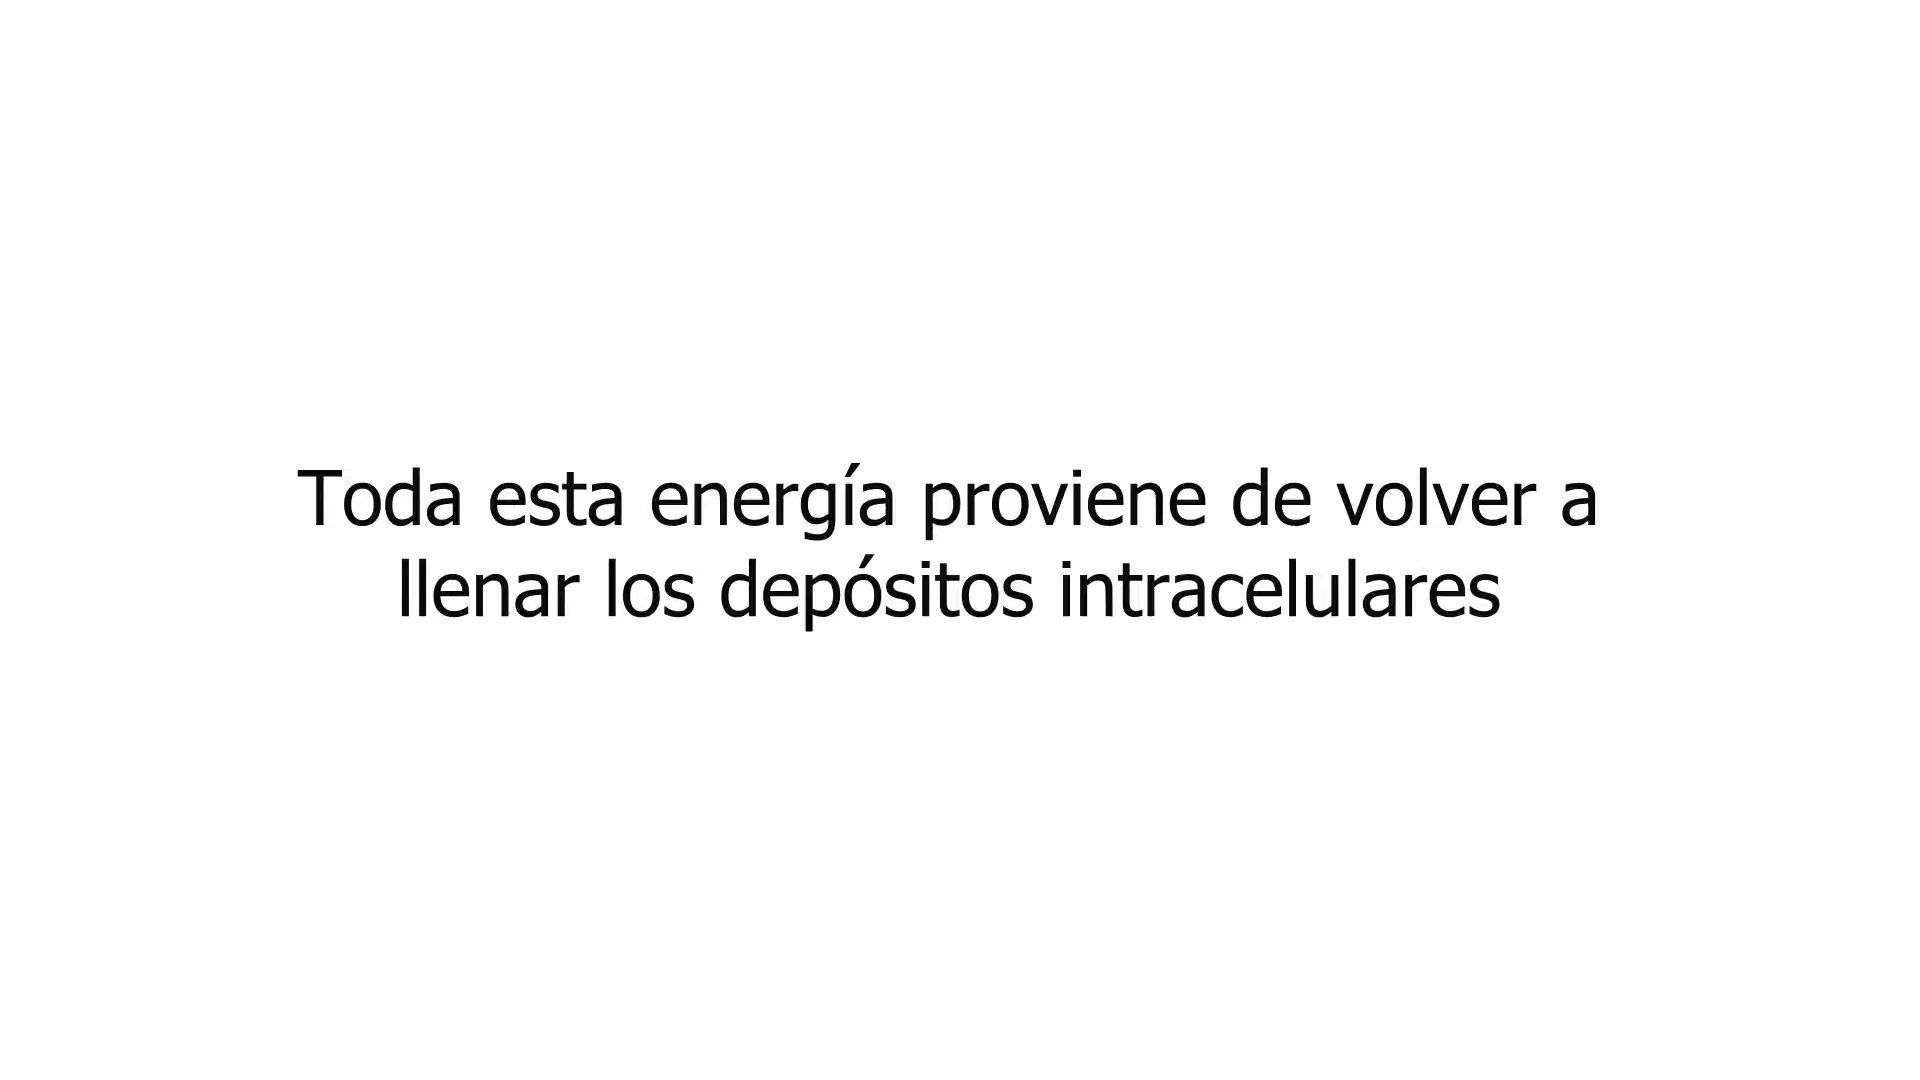 Toda esta energía proviene de volver a
llenar los depósitos intracelulares